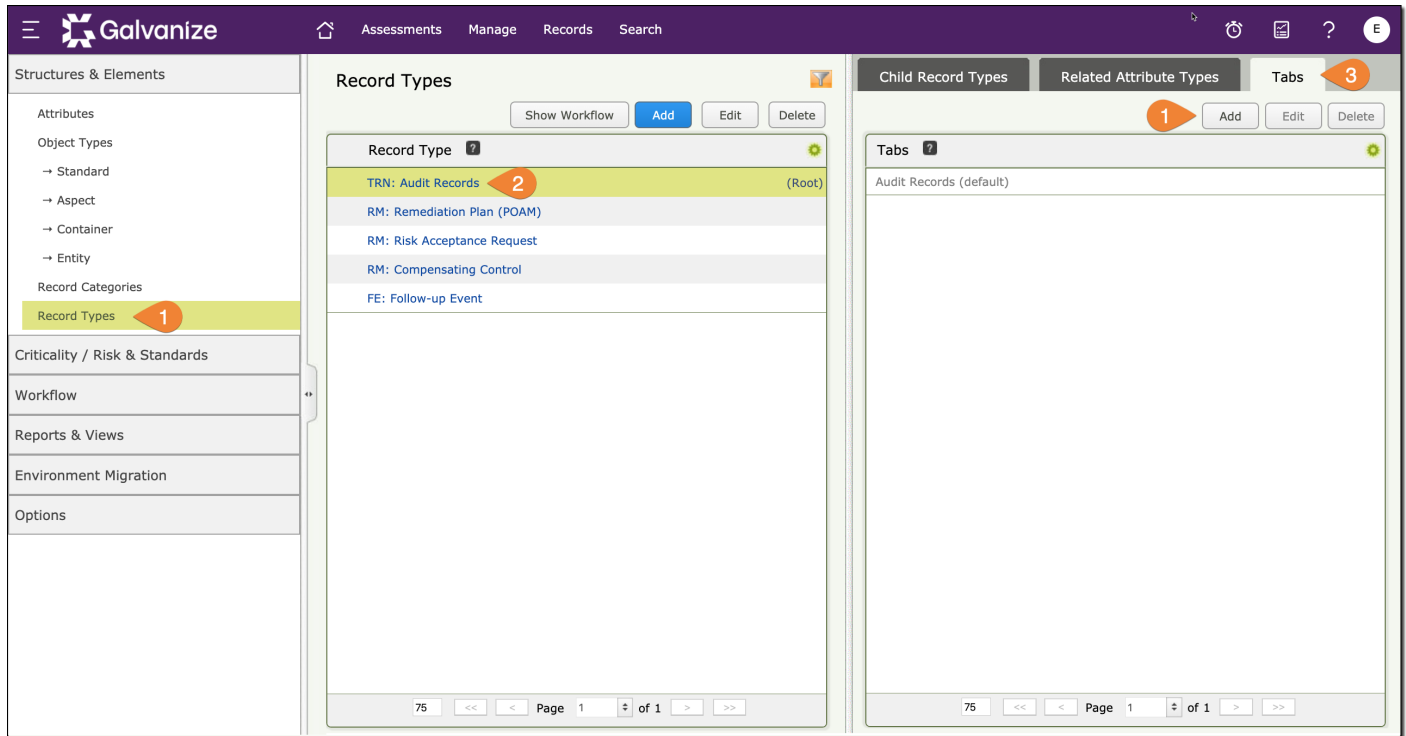 Galvanize
Assessments Manage Records Search
E
Structures & Elements
Attributes
Object Types
→ Standard
→ Aspect
→ Container
→ Entity
Record Categories
Record Types 1
Criticality / Risk & Standards
Workflow
Reports & Views
Environment Migration
Options
Record Types
Show Workflow Add Edit Delete
Record Type ?
TRN: Audit Records 2 (Root)
RM: Remediation Plan (POAM)
RM: Risk Acceptance Request
RM: Compensating Control
FE: Follow-up Event
75 << < Page 1 of 1 > >>
Child Record Types Related Attribute Types Tabs 3
1 Add Edit Delete
Tabs ?
Audit Records (default)
75 << < Page 1 of 1 > >>